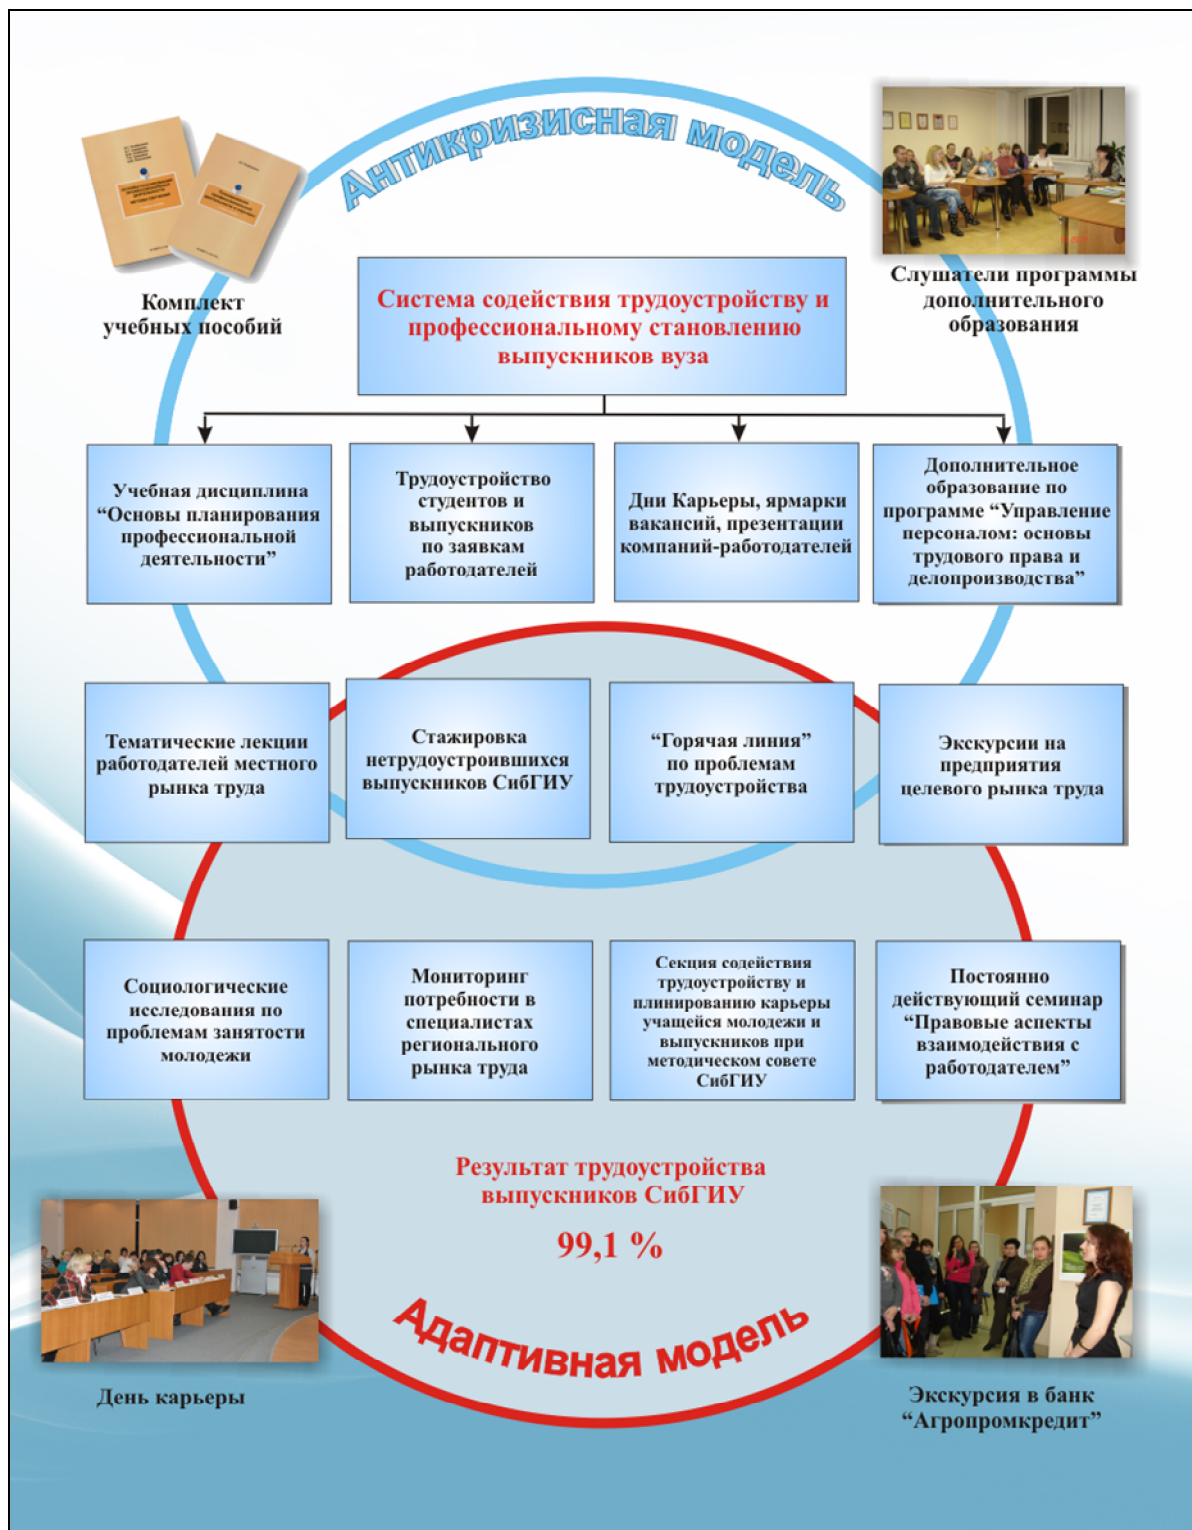 Антикризисная модель
Комплект
учебных пособий
Слушатели программы
дополнительного
образования
Система содействия трудоустройству и
профессиональному становлению
выпускников вуза
Учебная дисциплина
“Основы планирования
профессиональной
деятельности”
Трудоустройство
студентов и
выпускников
по заявкам
работодателей
Дни Карьеры, ярмарки
вакансий, презентации
компаний-работодателей
Дополнительное
образование по
программе “Управление
персоналом: основы
трудового права и
делопроизводства”
Тематические лекции
работодателей местного
рынка труда
Стажировка
нетрудоустроившихся
выпускников СибГИУ
“Горячая линия”
по проблемам
трудоустройства
Экскурсии на
предприятия
целевого рынка труда
Социологические
исследования по
проблемам занятости
молодежи
Мониторинг
потребности в
специалистах
регионального
рынка труда
Секция содействия
трудоустройству и
плинированию карьеры
учащейся молодежи и
выпускников при
методическом совете
СибГИУ
Постоянно
действующий семинар
“Правовые аспекты
взаимодействия с
работодателем”
Результат трудоустройства
выпускников СибГИУ
99,1 %
Адаптивная модель
День карьеры
Экскурсия в банк
“Агропромкредит”